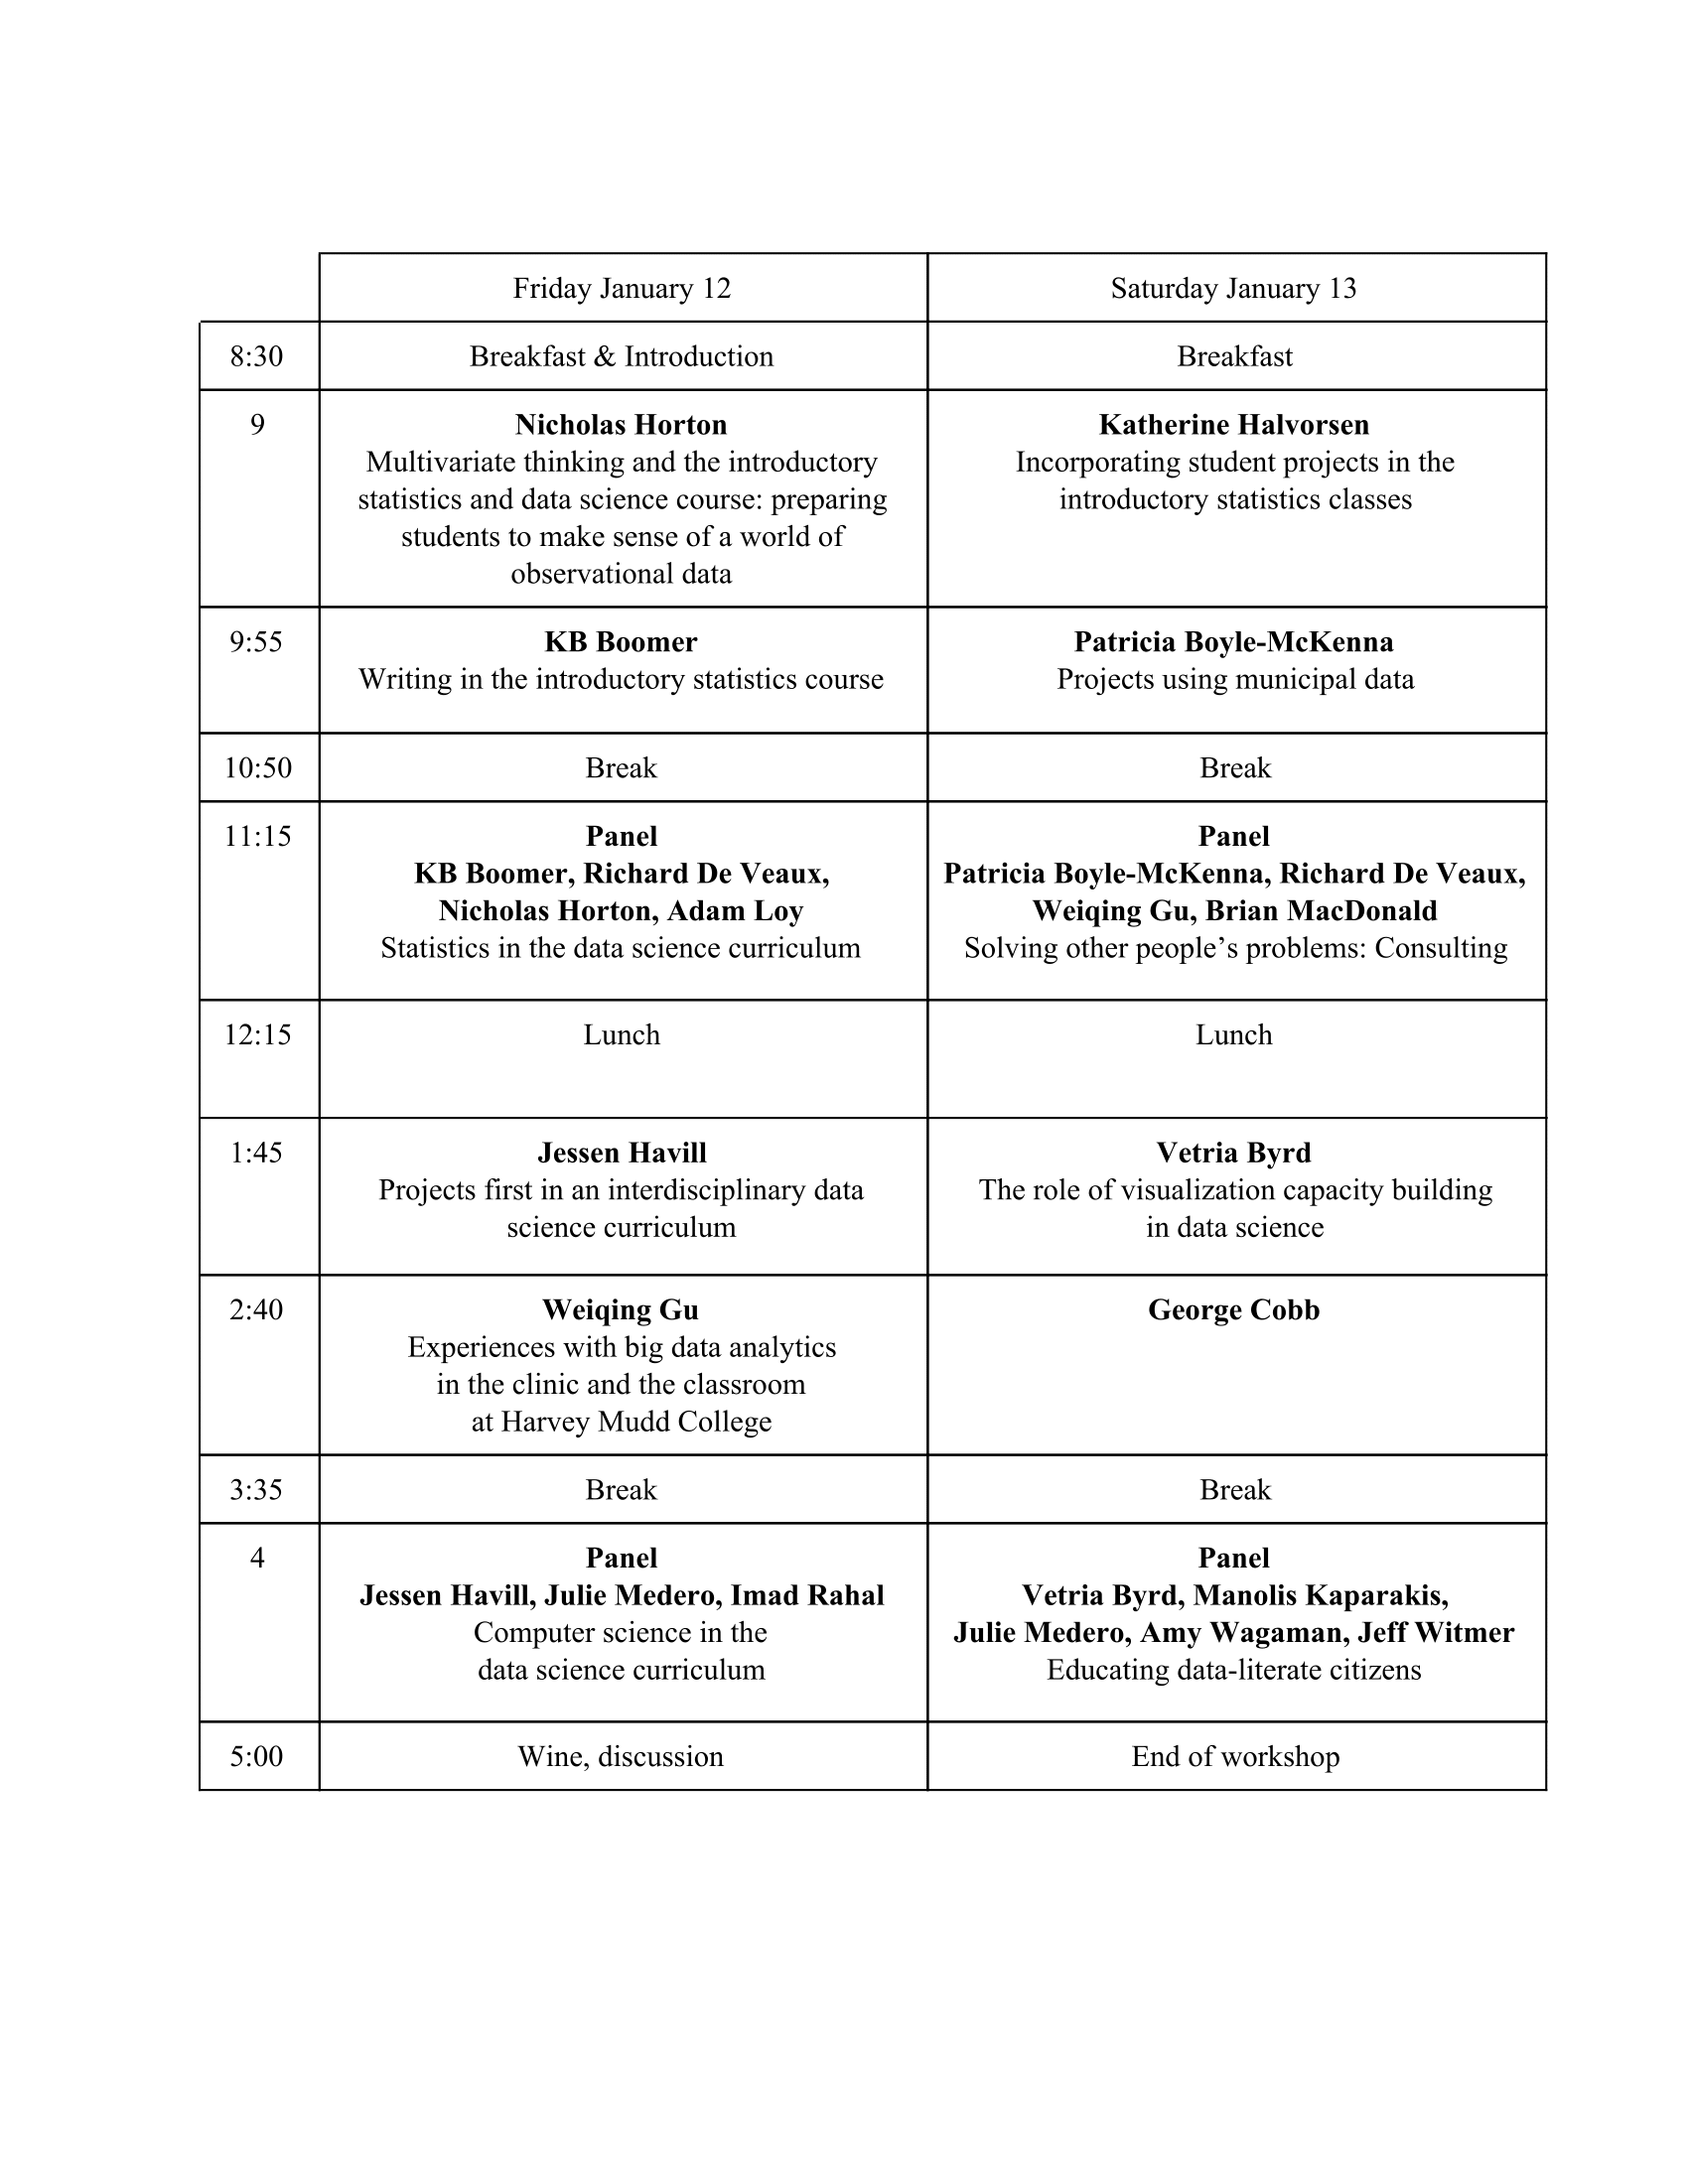 Friday January 12 Saturday January 13
8:30 Breakfast & Introduction Breakfast
9 Nicholas Horton Katherine Halvorsen
Multivariate thinking and the introductory Incorporating student projects in the
statistics and data science course: preparing introductory statistics classes
students to make sense of a world of
observational data
9:55 KB Boomer Patricia Boyle-McKenna
Writing in the introductory statistics course Projects using municipal data
10:50 Break Break
11:15 Panel Panel
KB Boomer, Richard De Veaux, Patricia Boyle-McKenna, Richard De Veaux,
Nicholas Horton, Adam Loy Weiqing Gu, Brian MacDonald
Statistics in the data science curriculum Solving other people’s problems: Consulting
12:15 Lunch Lunch
1:45 Jessen Havill Vetria Byrd
Projects first in an interdisciplinary data The role of visualization capacity building
science curriculum in data science
2:40 Weiqing Gu George Cobb
Experiences with big data analytics
in the clinic and the classroom
at Harvey Mudd College
3:35 Break Break
4 Panel Panel
Jessen Havill, Julie Medero, Imad Rahal Vetria Byrd, Manolis Kaparakis,
Computer science in the Julie Medero, Amy Wagaman, Jeff Witmer
data science curriculum Educating data-literate citizens
5:00 Wine, discussion End of workshop